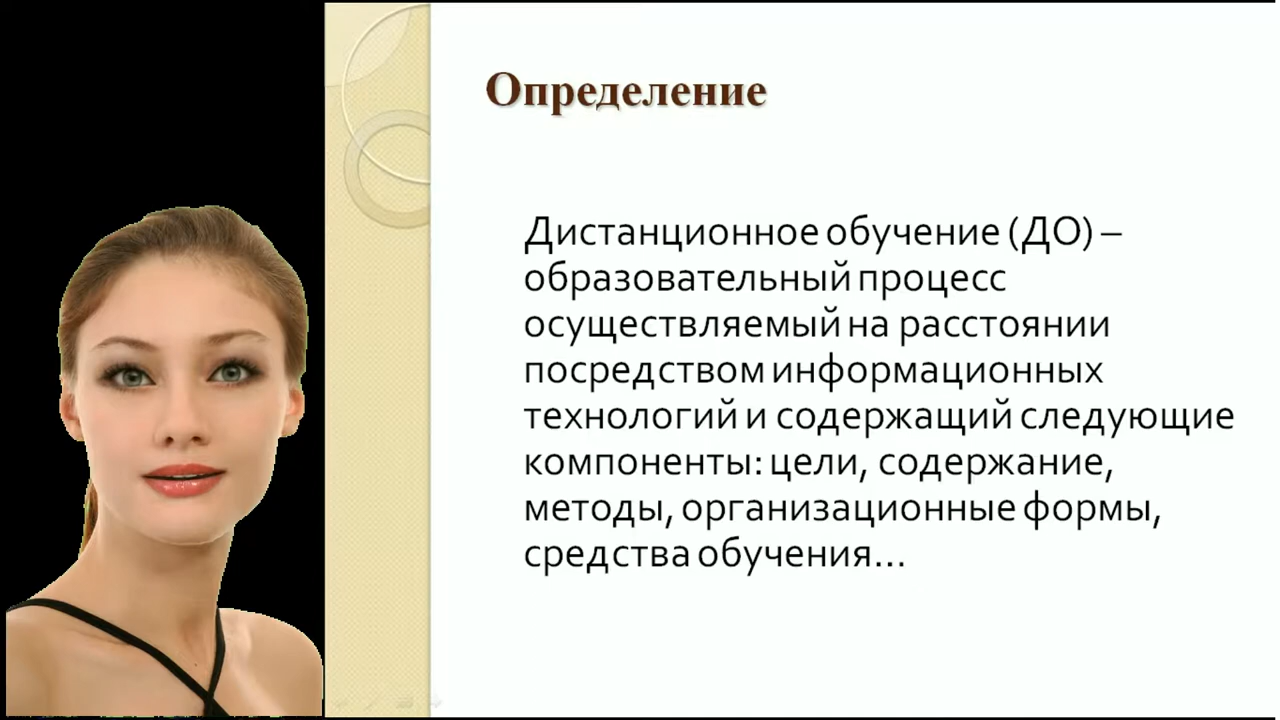 Определение
Дистанционное обучение (ДО) –
образовательный процесс
осуществляемый на расстоянии
посредством информационных
технологий и содержащий следующие
компоненты: цели, содержание,
методы, организационные формы,
средства обучения...